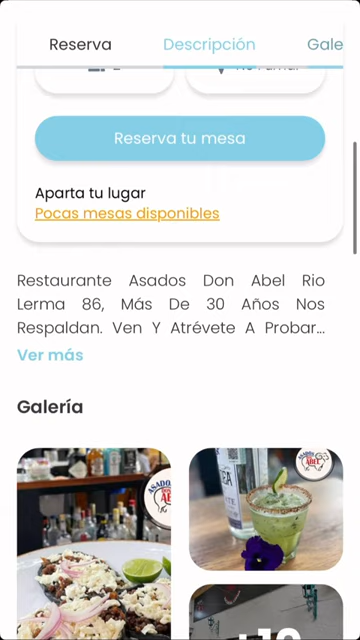 Reserva Descripción Gale
Reserva tu mesa
Aparta tu lugar
Pocas mesas disponibles
Restaurante Asados Don Abel Rio
Lerma 86, Más De 30 Años Nos
Respaldan. Ven Y Atrévete A Probar...
Ver más
Galería